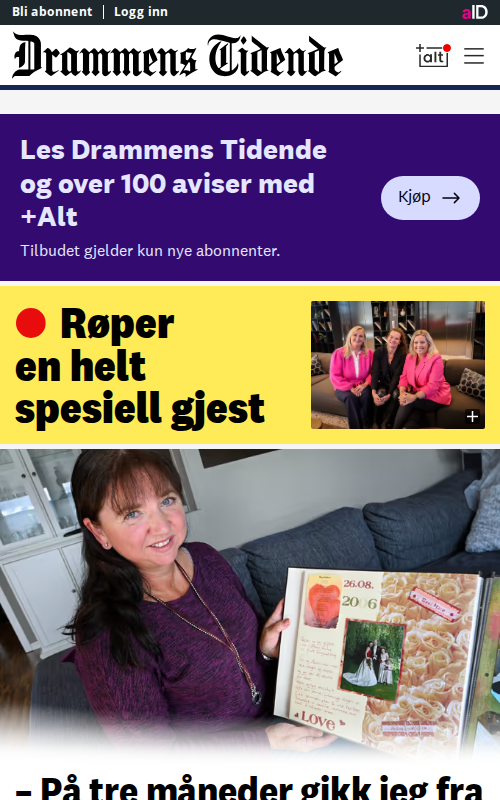 Bli abonnent
Logg inn
aID
Drammens Tidende
+alt
Les Drammens Tidende
og over 100 aviser med
+Alt
Kjøp
Tilbudet gjelder kun nye abonnenter.
Røper
en helt
spesiell gjest
26.08.
2006
Love
– På tre måneder gikk jeg fra